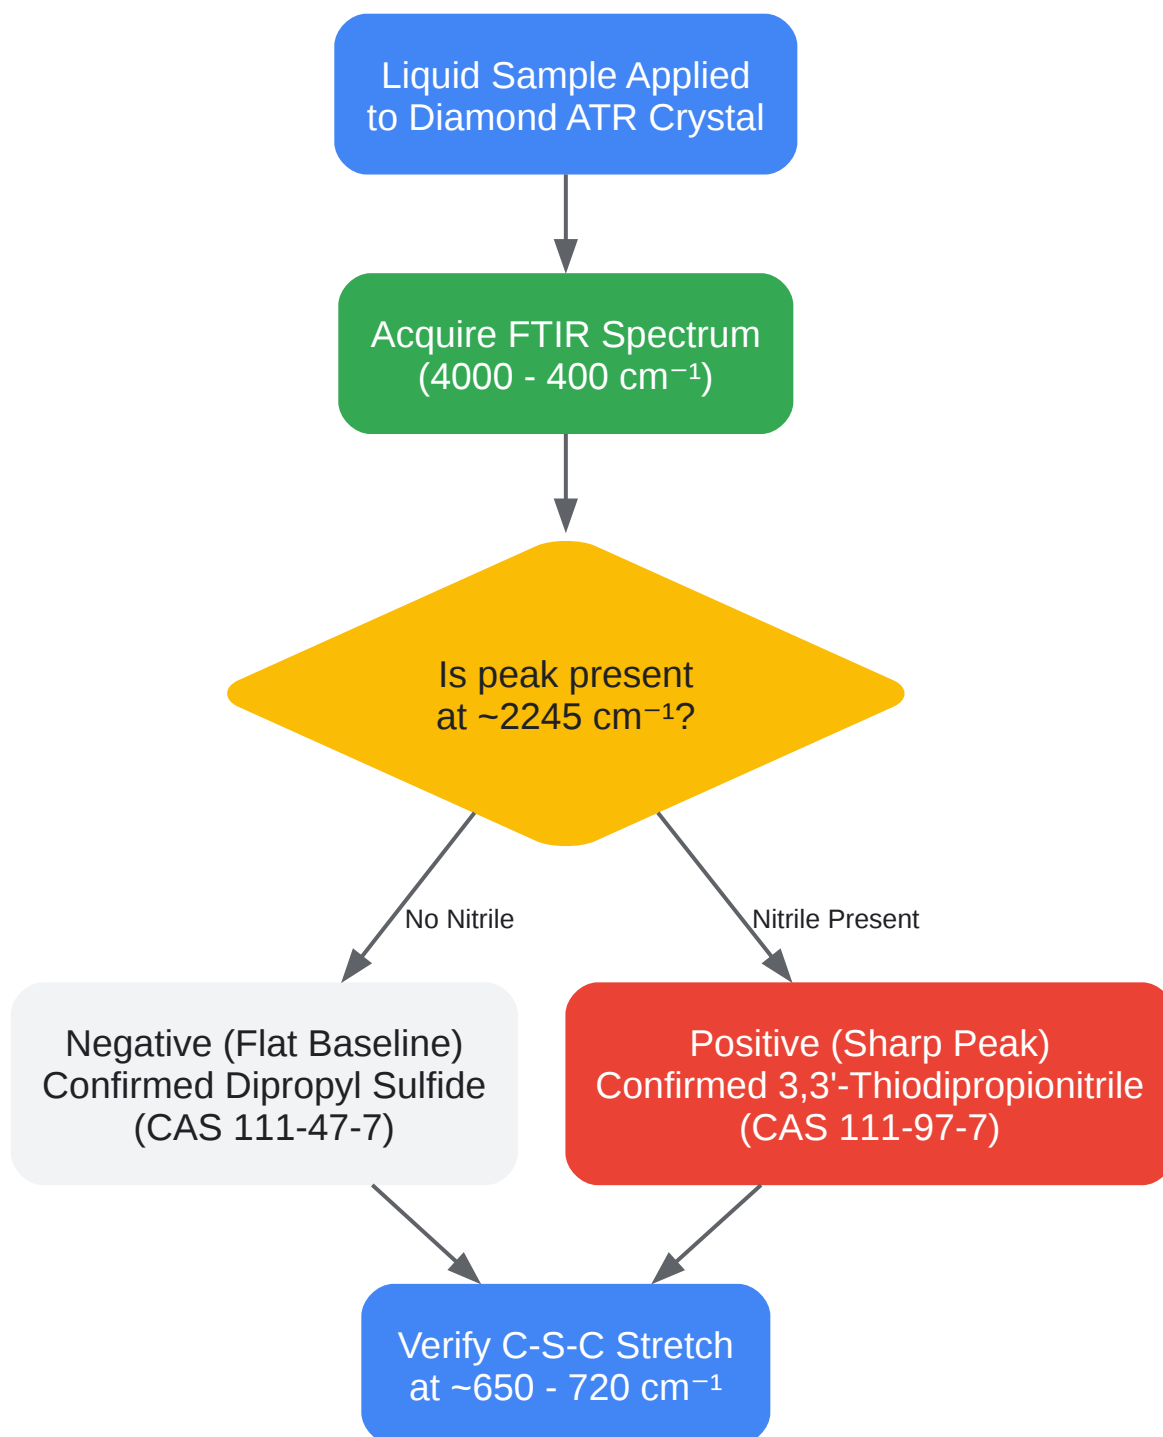 Liquid Sample Applied
to Diamond ATR Crystal
Acquire FTIR Spectrum
(4000 - 400 cm⁻¹)
Is peak present
at ~2245 cm⁻¹?
No Nitrile
Nitrile Present
Negative (Flat Baseline)
Confirmed Dipropyl Sulfide
(CAS 111-47-7)
Positive (Sharp Peak)
Confirmed 3,3'-Thiodipropionitrile
(CAS 111-97-7)
Verify C-S-C Stretch
at ~650 - 720 cm⁻¹